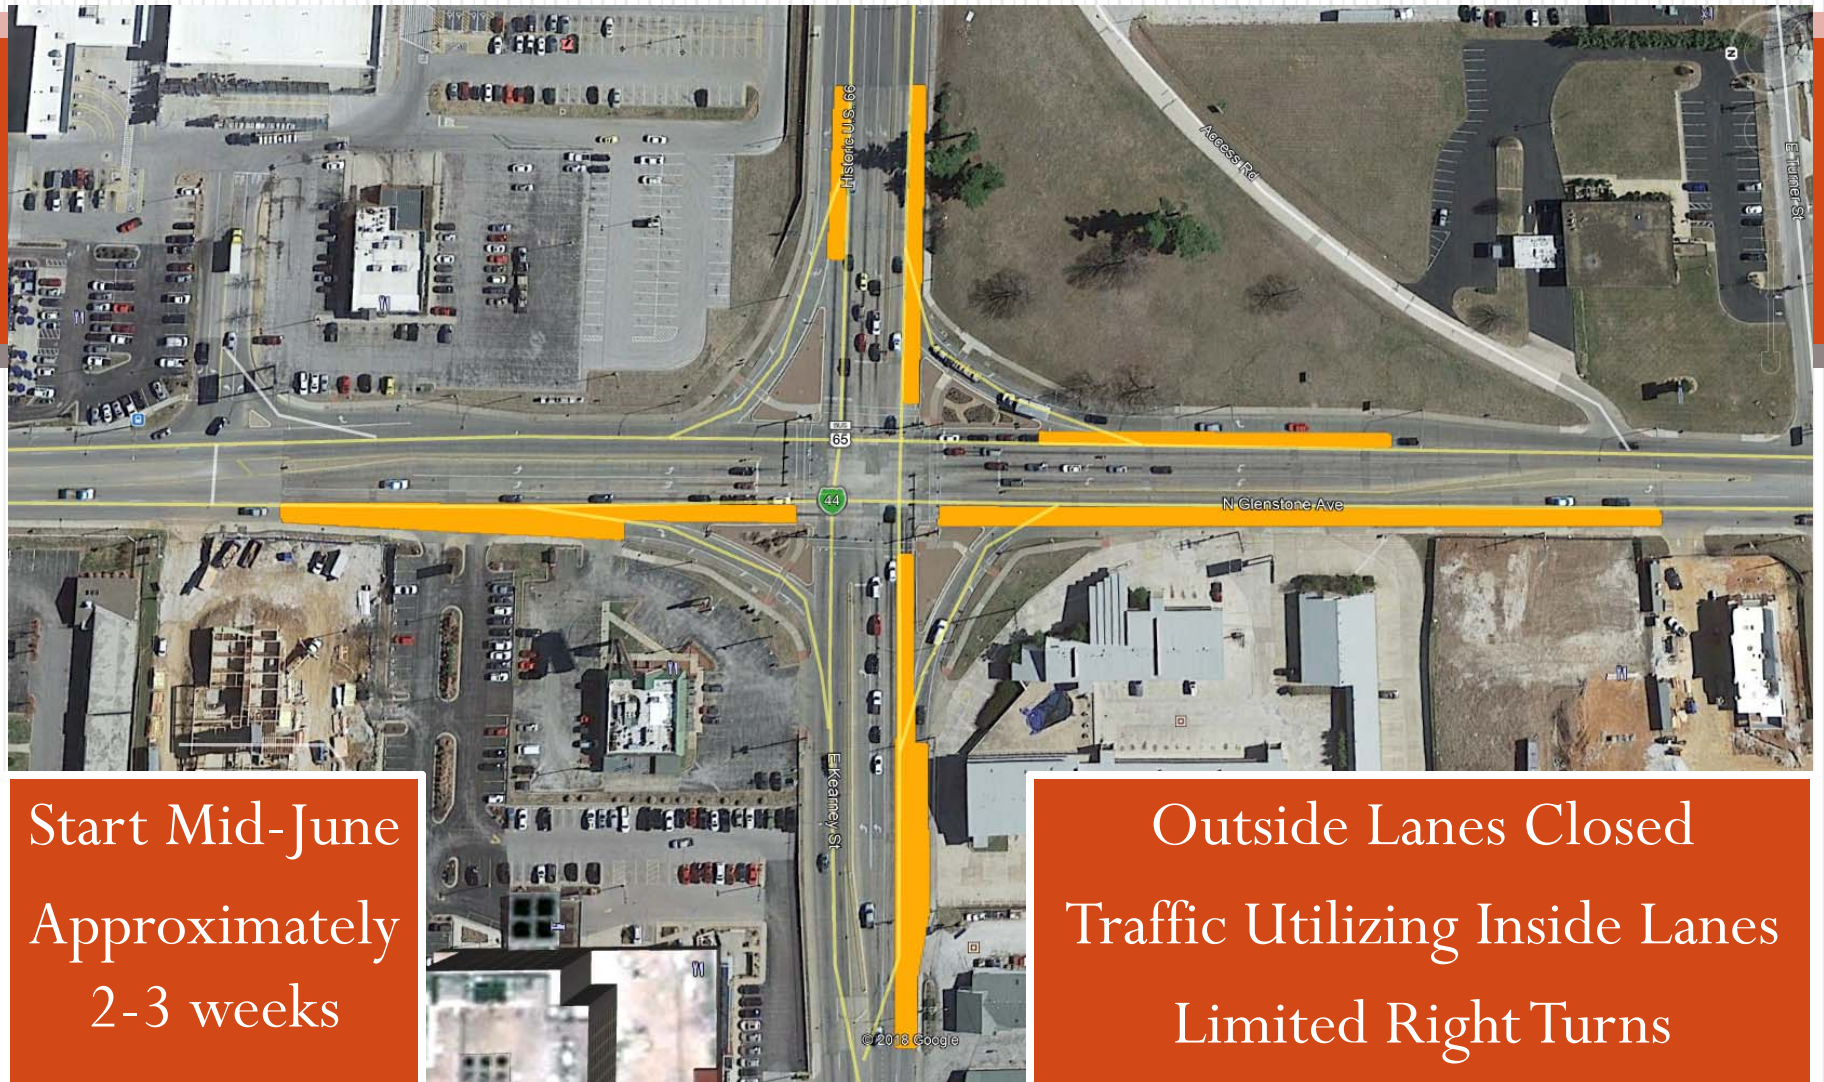 Historic U.S. 66
Access Rd
N
E Turner St
BUS
65
44
N Glenstone Ave
E Kearney St
© 2018 Google
Start Mid-June
Approximately
2-3 weeks
Outside Lanes Closed
Traffic Utilizing Inside Lanes
Limited Right Turns